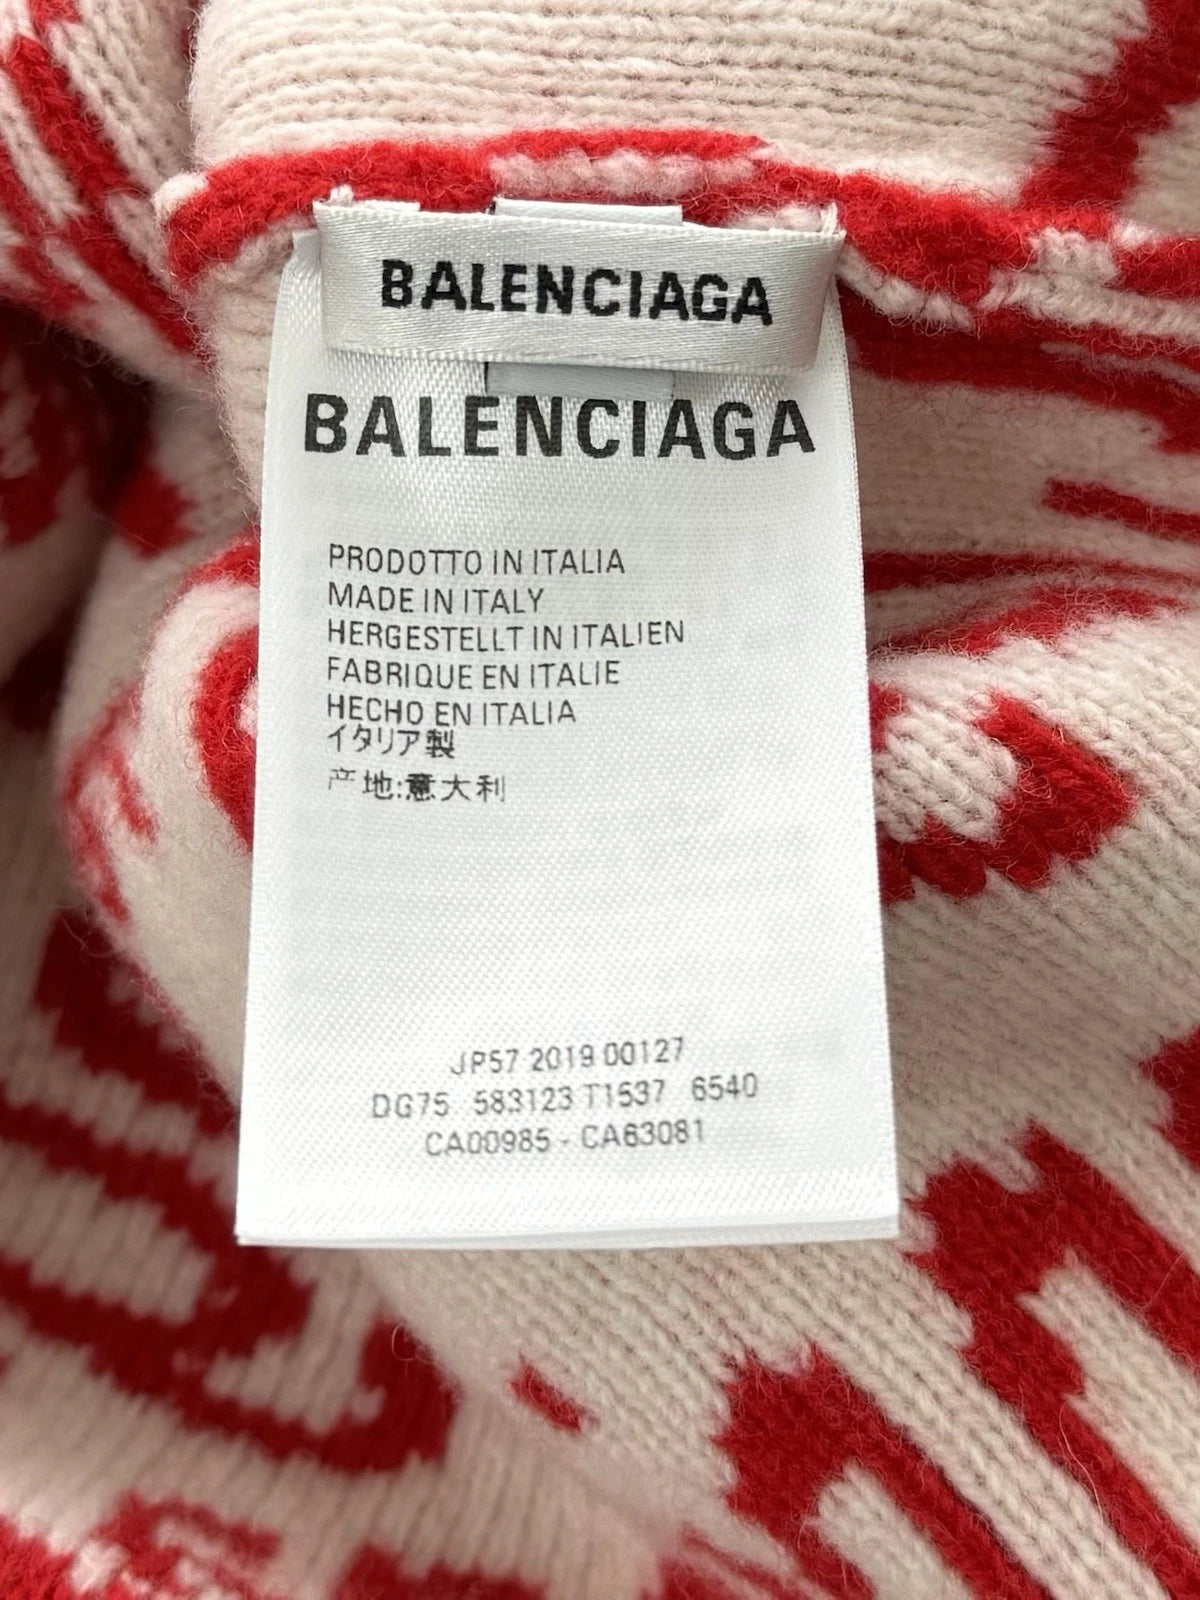 BALENCIAGA
BALENCIAGA
PRODOTTO IN ITALIA
MADE IN ITALY
HERGESTELLT IN ITALIEN
FABRIQUE EN ITALIE
HECHO EN ITALIA
イタリア製
产地:意大利
JP57 2019 00127
DG75 583123 T1537 6540
CA00985 - CA63081